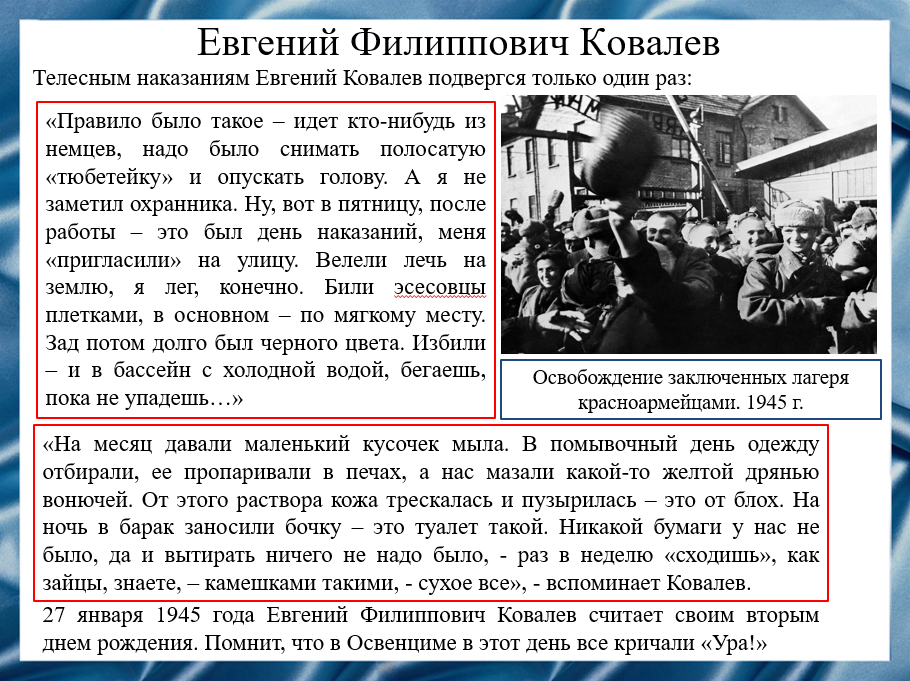 Евгений Филиппович Ковалев
Телесным наказаниям Евгений Ковалев подвергся только один раз:
«Правило было такое – идет кто-нибудь из
немцев, надо было снимать полосатую
«тюбетейку» и опускать голову. А я не
заметил охранника. Ну, вот в пятницу, после
работы – это был день наказаний, меня
«пригласили» на улицу. Велели лечь на
землю, я лег, конечно. Били эсесовцы
плетками, в основном – по мягкому месту.
Зад потом долго был черного цвета. Избили
– и в бассейн с холодной водой, бегаешь,
пока не упадешь…»
Освобождение заключенных лагеря
красноармейцами. 1945 г.
«На месяц давали маленький кусочек мыла. В помывочный день одежду
отбирали, ее пропаривали в печах, а нас мазали какой-то желтой дрянью
вонючей. От этого раствора кожа трескалась и пузырилась – это от блох. На
ночь в барак заносили бочку – это туалет такой. Никакой бумаги у нас не
было, да и вытирать ничего не надо было, - раз в неделю «сходишь», как
зайцы, знаете, – камешками такими, - сухое все», - вспоминает Ковалев.
27 января 1945 года Евгений Филиппович Ковалев считает своим вторым
днем рождения. Помнит, что в Освенциме в этот день все кричали «Ура!»